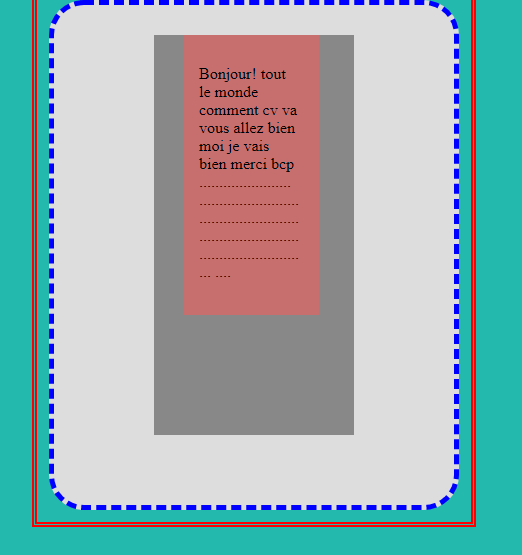 Bonjour! tout
le monde
comment cv va
vous allez bien
moi je vais
bien merci bcp
.......................
.........................
.........................
.........................
.........................
... ....